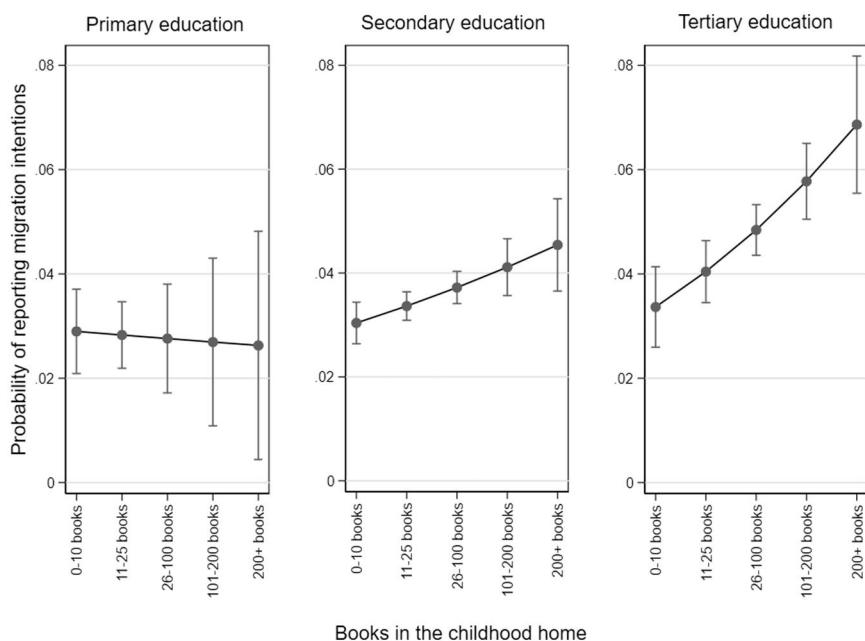 Primary education
Secondary education
Tertiary education
Probability of reporting migration intentions
.08
.06
.04
.02
0
0-10 books
11-25 books
26-100 books
101-200 books
200+ books
.08
.06
.04
.02
0
0-10 books
11-25 books
26-100 books
101-200 books
200+ books
.08
.06
.04
.02
0
0-10 books
11-25 books
26-100 books
101-200 books
200+ books
Books in the childhood home